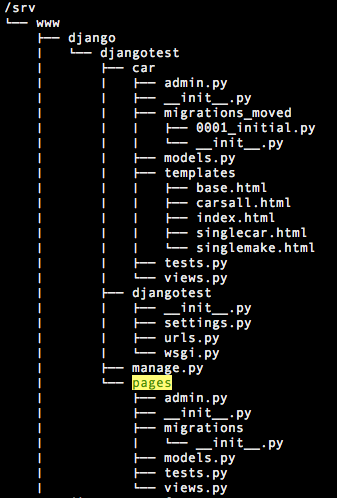 /srv
└── www
    ├── django
    |   └── djangotest
    |       ├── car
    |       |   ├── admin.py
    |       |   ├── __init__.py
    |       |   ├── migrations_moved
    |       |   |   ├── 0001_initial.py
    |       |   |   └── __init__.py
    |       |   ├── models.py
    |       |   ├── templates
    |       |   |   ├── base.html
    |       |   |   ├── carsall.html
    |       |   |   ├── index.html
    |       |   |   ├── singlecar.html
    |       |   |   └── singlemake.html
    |       |   ├── tests.py
    |       |   └── views.py
    |       ├── djangotest
    |       |   ├── __init__.py
    |       |   ├── settings.py
    |       |   ├── urls.py
    |       |   └── wsgi.py
    |       ├── manage.py
    |       └── pages
    |           ├── admin.py
    |           ├── __init__.py
    |           ├── migrations
    |           |   └── __init__.py
    |           ├── models.py
    |           ├── tests.py
    |           └── views.py